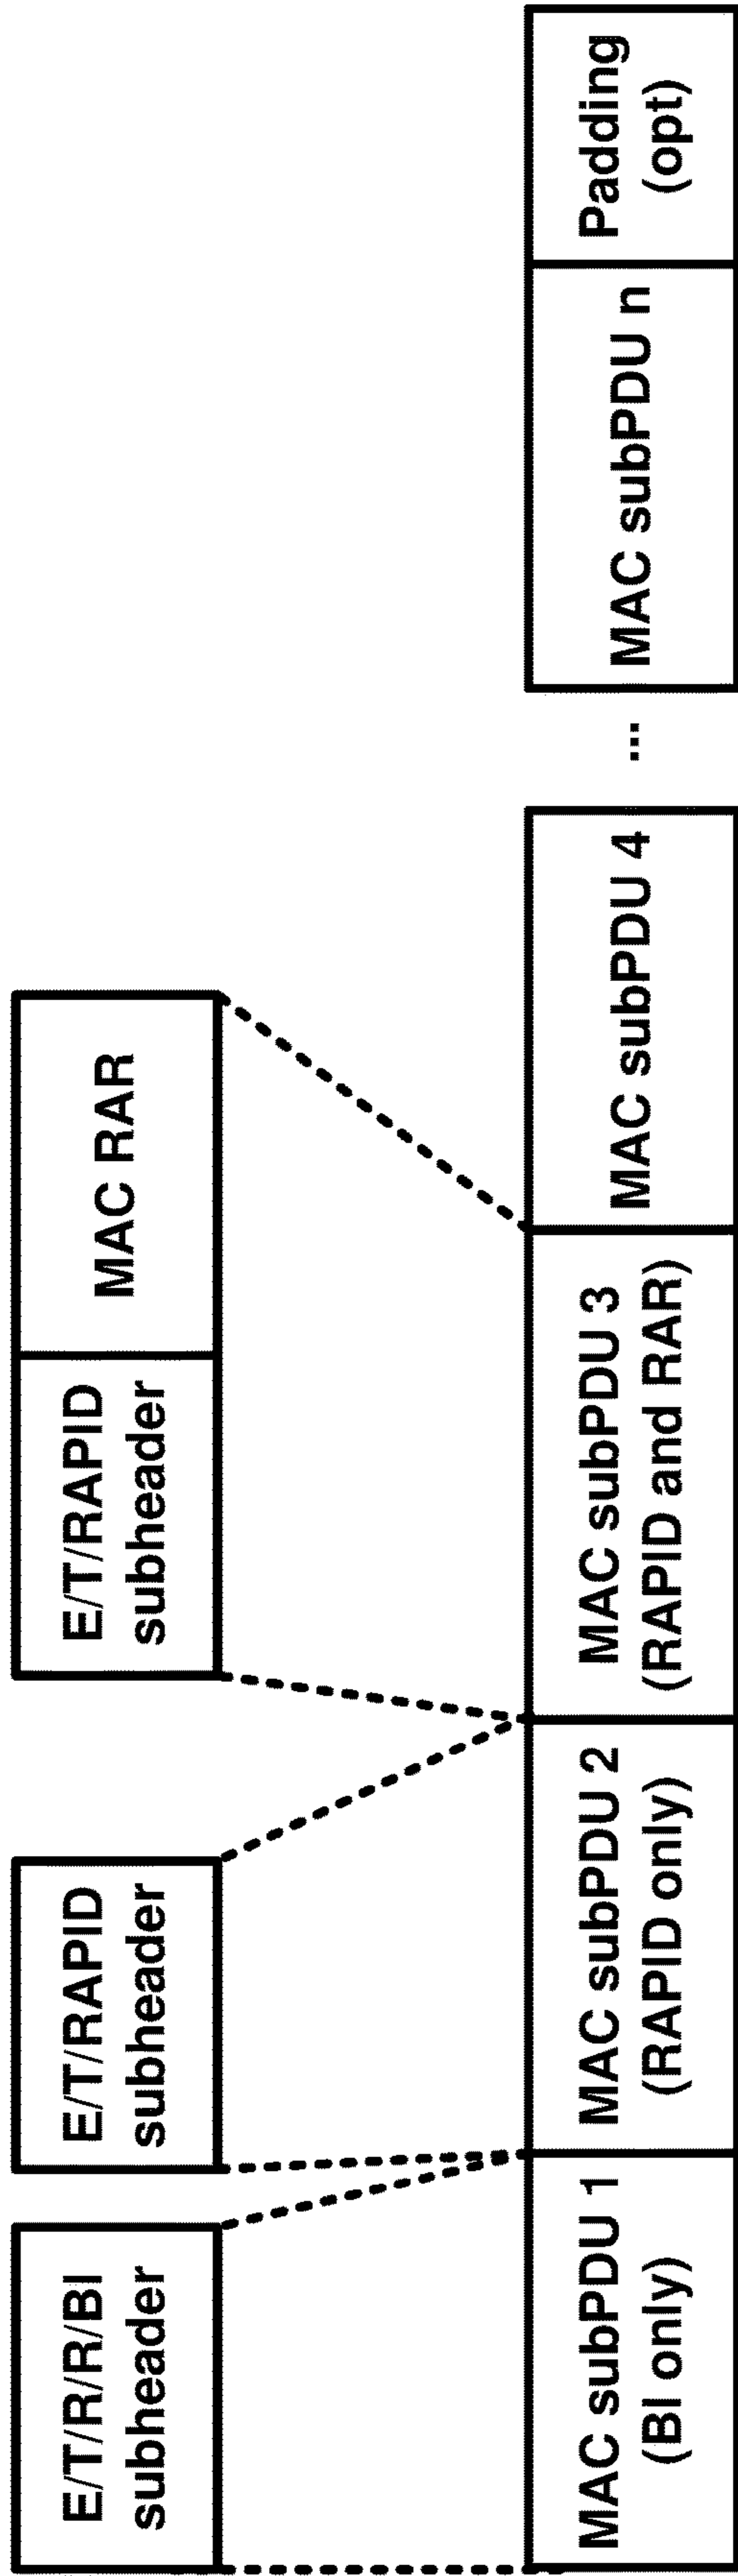 E/T/R/R/BI
subheader
E/T/RAPID
subheader
E/T/RAPID
subheader
MAC RAR
MAC subPDU 1
(BI only)
MAC subPDU 2
(RAPID only)
MAC subPDU 3
(RAPID and RAR)
MAC subPDU 4
...
MAC subPDU n
Padding
(opt)